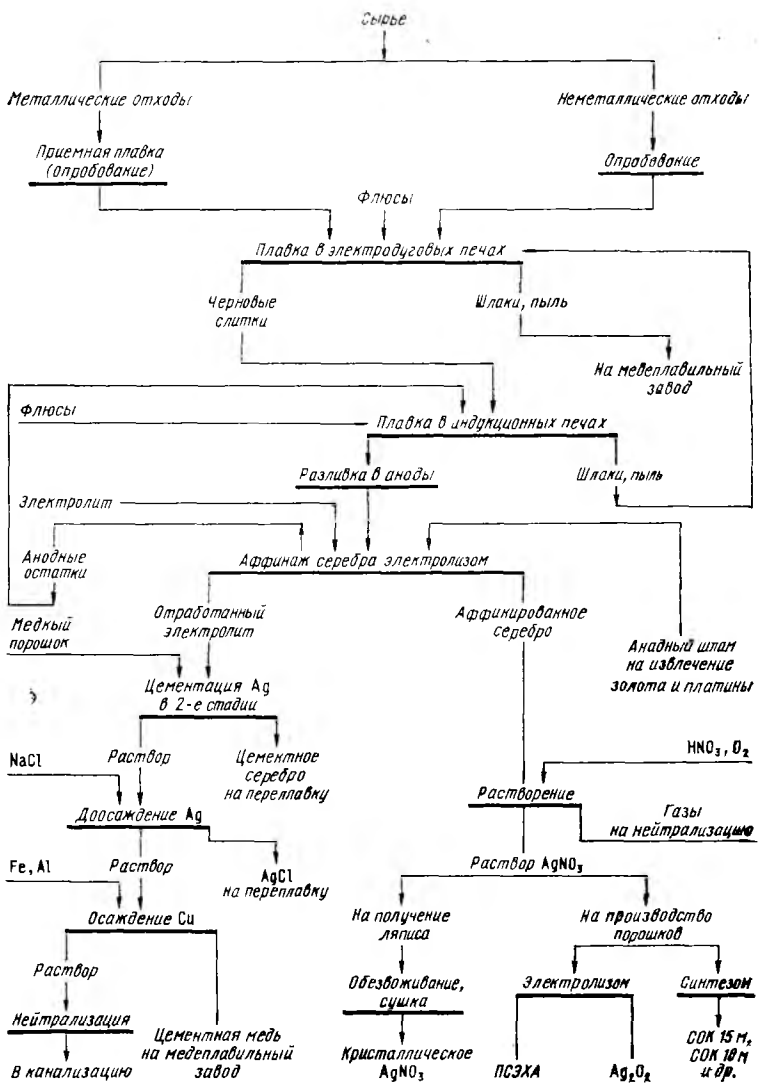 Сырье
Металлические отходы
Неметаллические отходы
Приемная плавка
(опробование)
Опробование
Флюсы
Плавка в электродуговых печах
Черновые
слитки
Шлаки, пыль
На медеплавильный
завод
Флюсы
Плавка в индукционных печах
Разливка в аноды
Шлаки, пыль
Электролит
Анодные
остатки
Аффинаж серебра электролизом
Медный
порошок
Отработанный
электролит
Аффинированное
серебро
Анодный шлам
на извлечение
золота и платины
Цементация Ag
в 2-е стадии
NaCl
Раствор
Цементное
серебро
на переплавку
HNO₃, O₂
Растворение
Доосаждение Ag
Газы
на нейтрализацию
Fe, Al
Раствор
AgCl
на переплавку
Раствор AgNO₃
Осаждение Cu
На получение
ляписа
На производство
порошков
Раствор
Обезвоживание,
сушка
Электролизом
Синтезом
Нейтрализация
Цементная медь
на медеплавильный
завод
В канализацию
Кристаллическое
AgNO₃
ПСЭХА
Ag₂O₂
СОК 15 м,
СОК 18 м
и др.